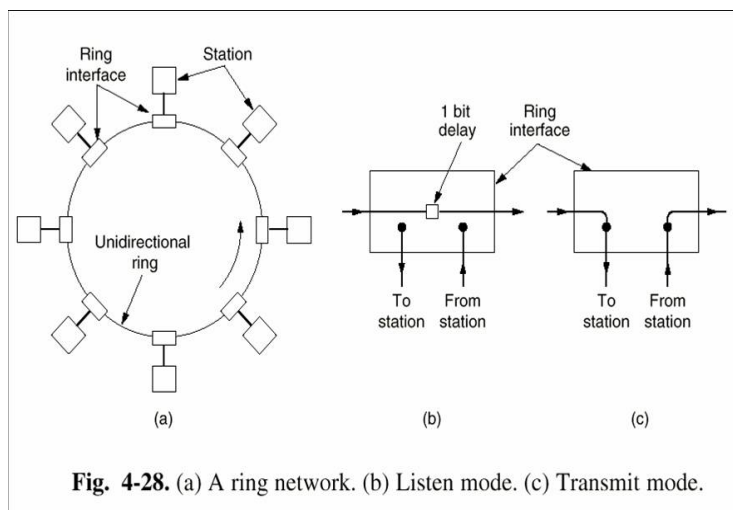 Ring
interface
Station
Unidirectional
ring
(a)
1 bit
delay
Ring
interface
To
station
From
station
(b)
To
station
From
station
(c)
Fig. 4-28. (a) A ring network. (b) Listen mode. (c) Transmit mode.